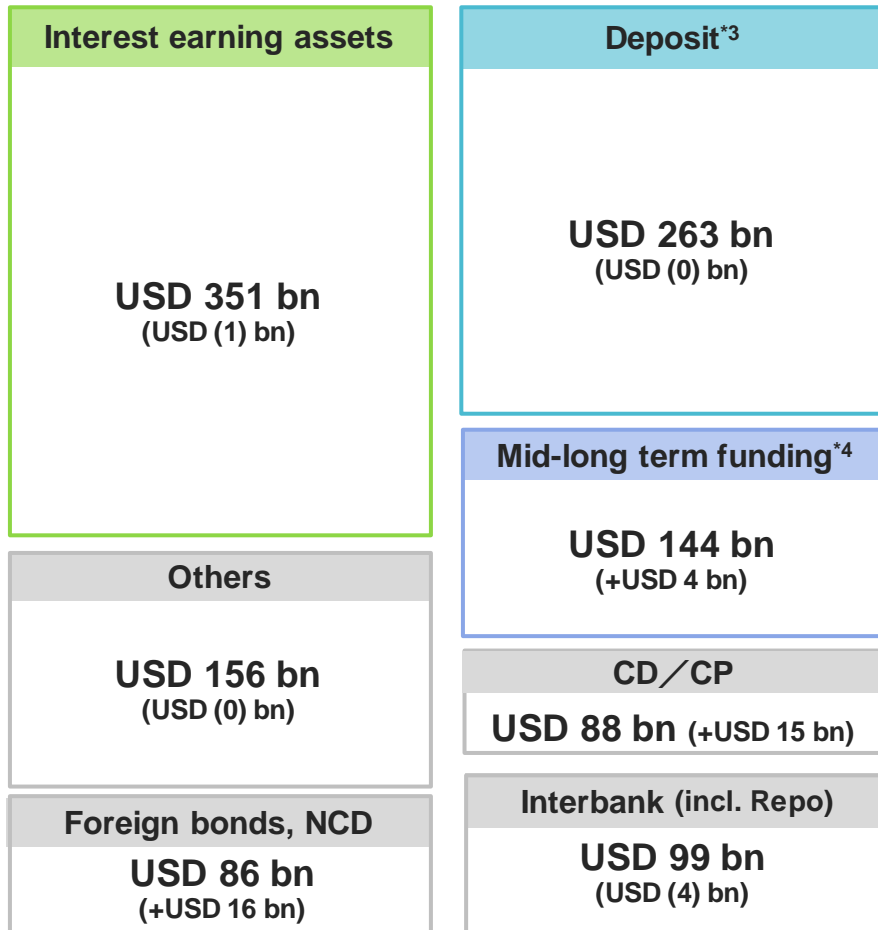 Interest earning assets
USD 351 bn
(USD (1) bn)
Others
USD 156 bn
(USD (0) bn)
Foreign bonds, NCD
USD 86 bn
(+USD 16 bn)
Deposit*3
USD 263 bn
(USD (0) bn)
Mid-long term funding*4
USD 144 bn
(+USD 4 bn)
CD／CP
USD 88 bn (+USD 15 bn)
Interbank (incl. Repo)
USD 99 bn
(USD (4) bn)